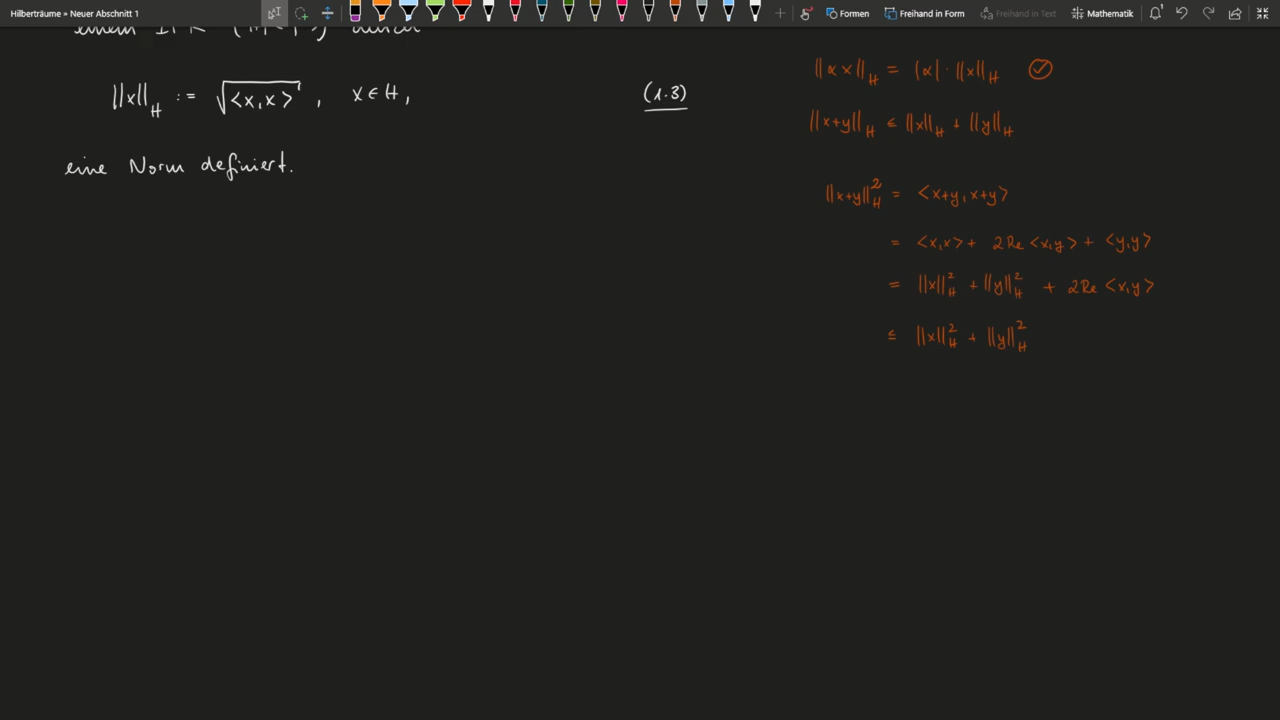 Hilberträume » Neuer Abschnitt 1
Formen Freihand in Form Freihand in Text Mathematik
einem
||x||_H := √<x,x>, x ∈ H, (1.3)
eine Norm definiert.
||αx||_H = |α| · ||x||_H ✓
||x+y||_H ≤ ||x||_H + ||y||_H
||x+y||²_H = <x+y, x+y>
= <x,x> + 2Re <x,y> + <y,y>
= ||x||²_H + ||y||²_H + 2Re <x,y>
≤ ||x||²_H + ||y||²_H